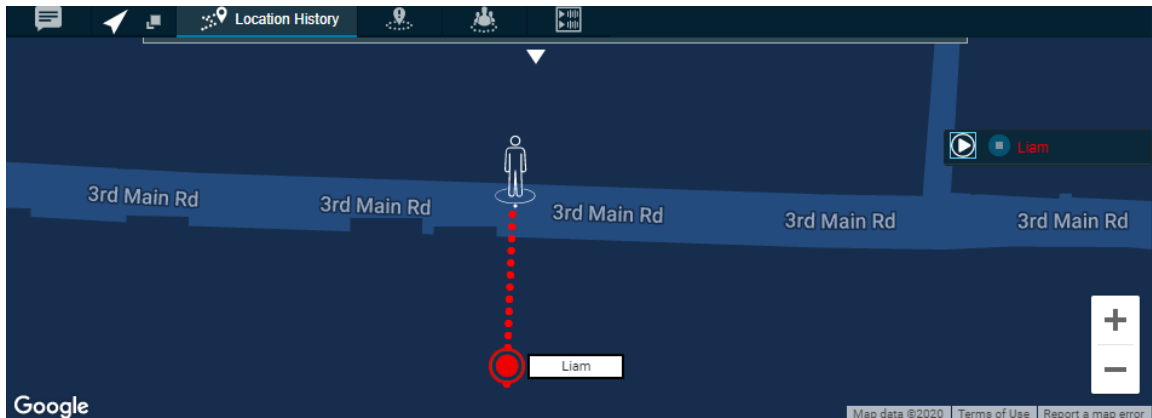 Location History
Liam
3rd Main Rd
3rd Main Rd
3rd Main Rd
3rd Main Rd
3rd Main Rd
Liam
Google
Map data ©2020 Terms of Use Report a map error